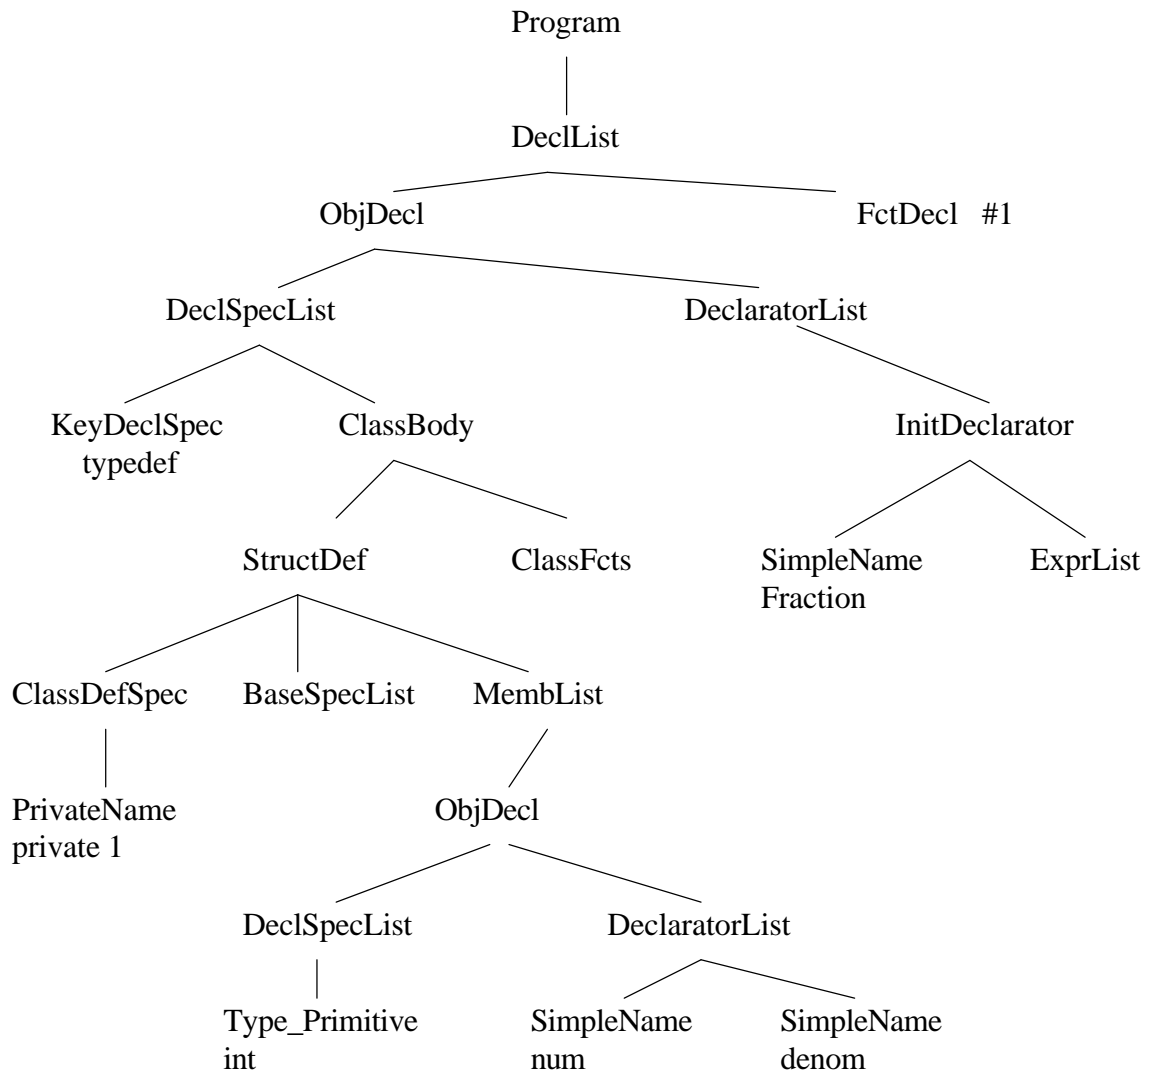 Program
DeclList
ObjDecl
FctDecl #1
DeclSpecList
DeclaratorList
KeyDeclSpec
typedef
ClassBody
InitDeclarator
StructDef
ClassFcts
SimpleName
Fraction
ExprList
ClassDefSpec
BaseSpecList
MembList
PrivateName
private 1
ObjDecl
DeclSpecList
DeclaratorList
Type_Primitive
int
SimpleName
num
SimpleName
denom